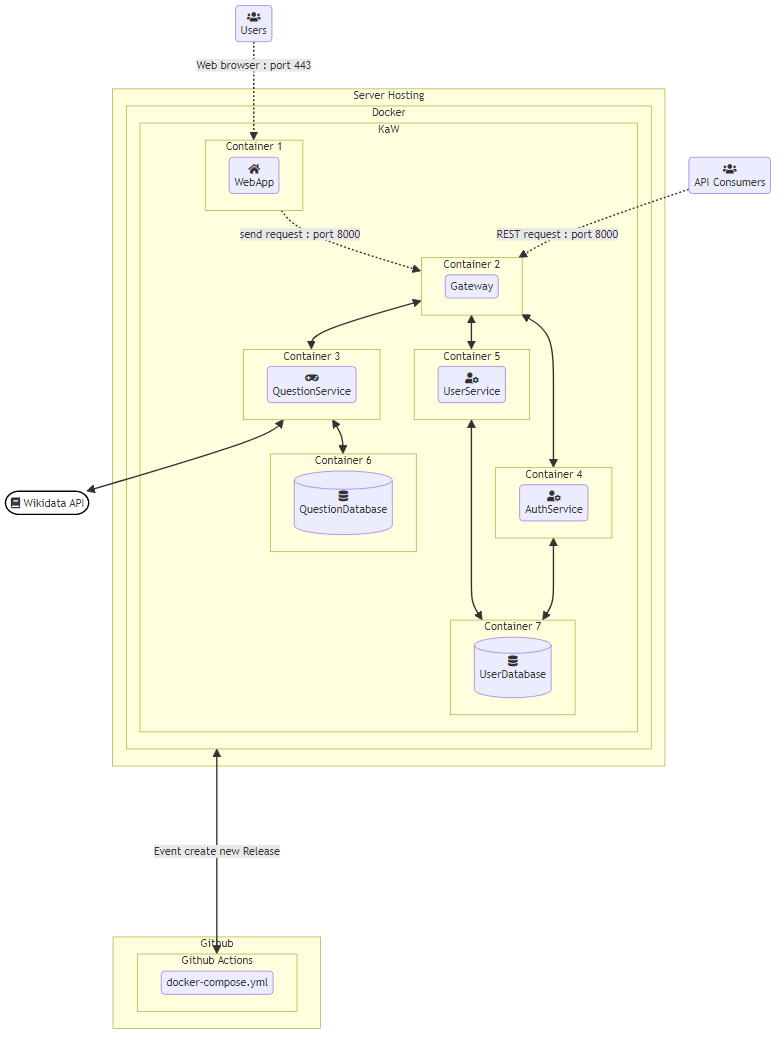 Users
Web browser : port 443
Server Hosting
Docker
KaW
Container 1
WebApp
API Consumers
send request : port 8000
REST request : port 8000
Container 2
Gateway
Container 3
QuestionService
Container 5
UserService
Container 6
QuestionDatabase
Container 4
AuthService
Wikidata API
Container 7
UserDatabase
Event create new Release
Github
Github Actions
docker-compose.yml